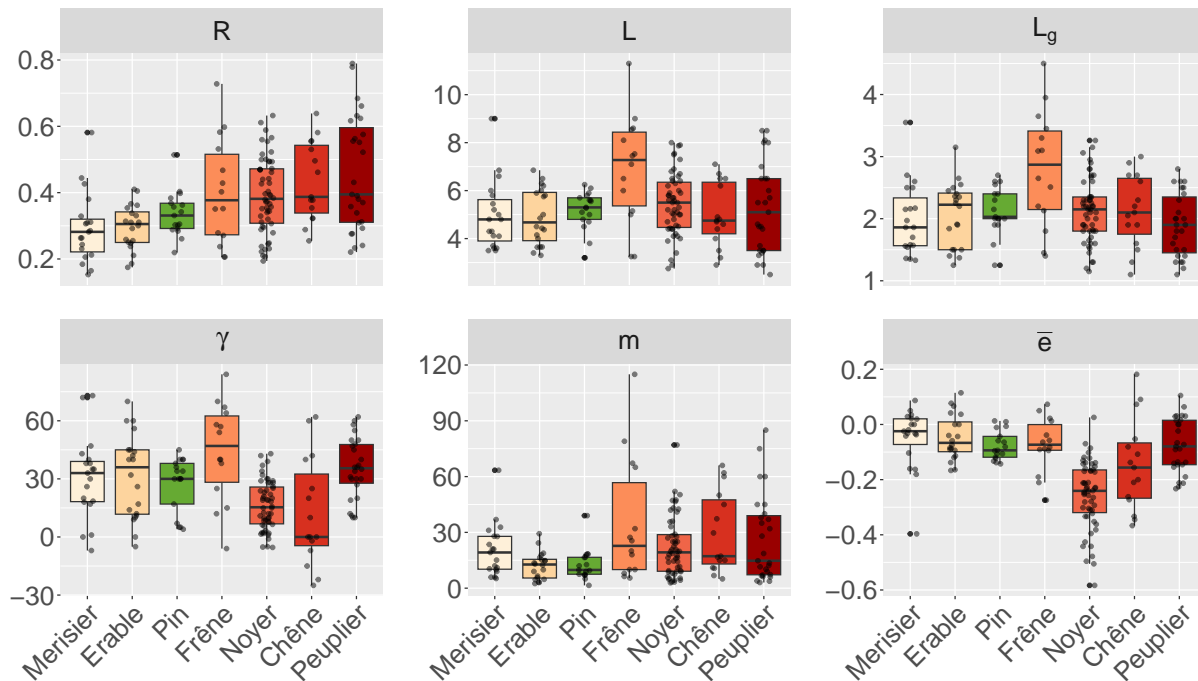 R
L
L_g
0.8
0.6
0.4
0.2
10
8
6
4
4
3
2
1
γ
m
e̅
60
30
0
−30
120
90
60
30
0
0.2
0.0
−0.2
−0.4
−0.6
Merisier
Erable
Pin
Frêne
Noyer
Chêne
Peuplier
Merisier
Erable
Pin
Frêne
Noyer
Chêne
Peuplier
Merisier
Erable
Pin
Frêne
Noyer
Chêne
Peuplier